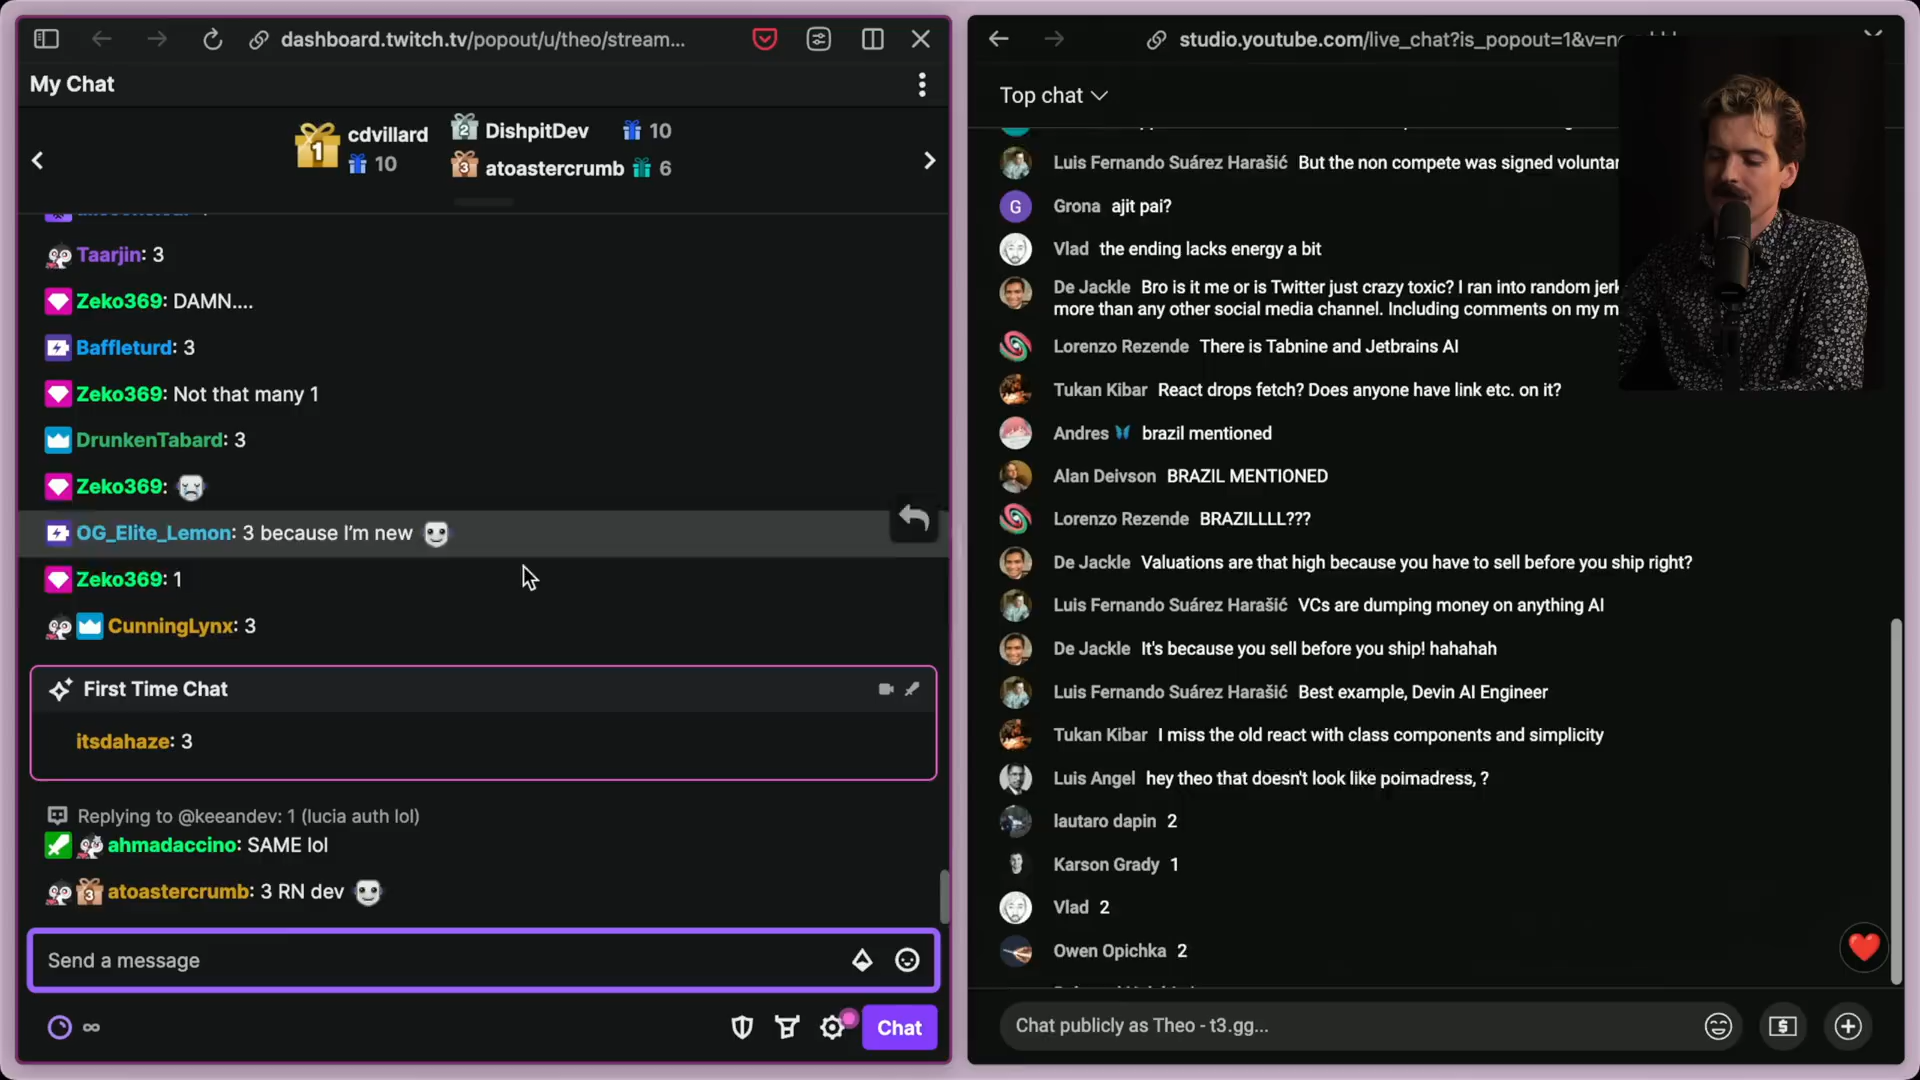 dashboard.twitch.tv/popout/u/theo/stream...
My Chat
1
cdvillard
10
2
DishpitDev
10
3
atoastercrumb
6
Taarjin: 3
Zeko369: DAMN....
Baffleturd: 3
Zeko369: Not that many 1
DrunkenTabard: 3
Zeko369:
OG_Elite_Lemon: 3 because I'm new
Zeko369: 1
CunningLynx: 3
First Time Chat
itsdahaze: 3
Replying to @keeandev: 1 (lucia auth lol)
ahmadaccino: SAME lol
3
atoastercrumb: 3 RN dev
Send a message
∞
Chat
studio.youtube.com/live_chat?is_popout=1&v=n
Top chat
Luis Fernando Suárez Harašić But the non compete was signed voluntar
G
Grona ajit pai?
Vlad the ending lacks energy a bit
De Jackle Bro is it me or is Twitter just crazy toxic? I ran into random jerk
more than any other social media channel. Including comments on my m
Lorenzo Rezende There is Tabnine and Jetbrains AI
Tukan Kibar React drops fetch? Does anyone have link etc. on it?
Andres brazil mentioned
Alan Deivson BRAZIL MENTIONED
Lorenzo Rezende BRAZILLLL???
De Jackle Valuations are that high because you have to sell before you ship right?
Luis Fernando Suárez Harašić VCs are dumping money on anything AI
De Jackle It's because you sell before you ship! hahahah
Luis Fernando Suárez Harašić Best example, Devin AI Engineer
Tukan Kibar I miss the old react with class components and simplicity
Luis Angel hey theo that doesn't look like poimadress, ?
lautaro dapin 2
Karson Grady 1
Vlad 2
Owen Opichka 2
Chat publicly as Theo - t3.gg...